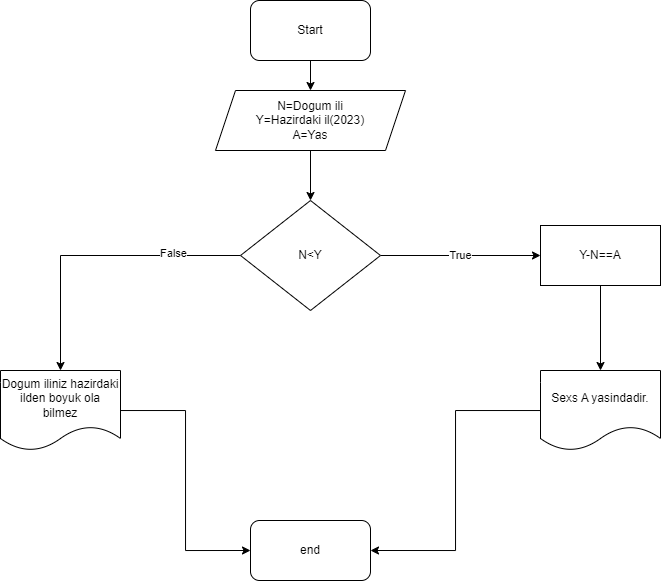 Start
N=Dogum ili
Y=Hazirdaki il(2023)
A=Yas
N<Y
False
True
Y-N==A
Dogum iliniz hazirdaki
ilden boyuk ola
bilmez
Sexs A yasindadir.
end